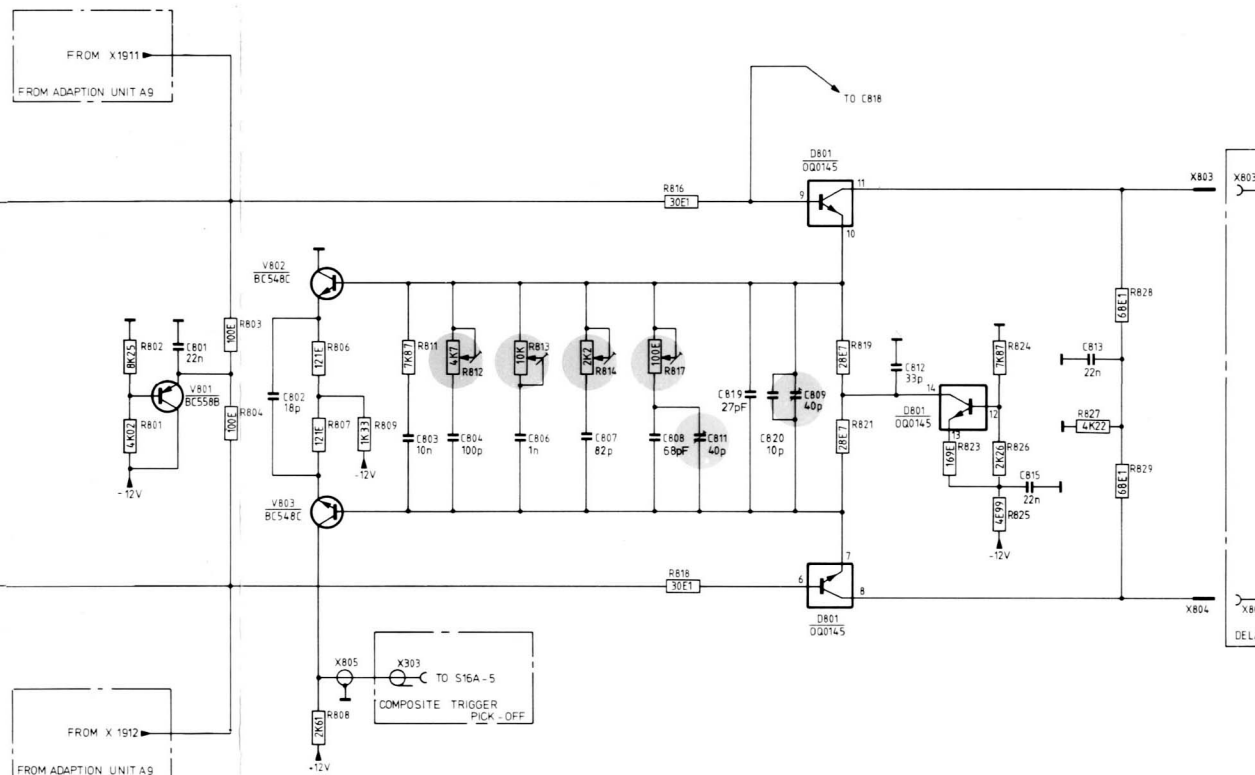 FROM X1911
FROM ADAPTION UNIT A9
TO C818
D801
OQ0145
X803
X803
R816
30E1
9
11
10
V802
BC548C
R802
8K25
C801
22n
R803
100E
V801
BC558B
R804
100E
R801
4K02
-12V
R806
121E
C802
18p
R807
121E
R809
1K33
-12V
V803
BC548C
R811
7K87
4K7
R812
10K
R813
2K2
R814
100E
R817
C803
10n
C804
100p
C806
1n
C807
82p
C808
68pF
C811
40p
C819
27pF
C820
10p
C809
40p
R819
28E7
R821
28E7
C812
33p
14
D801
OQ0145
12
13
R824
7K87
R823
169E
R826
2K26
C815
22n
R825
4E99
-12V
R828
68E1
C813
22n
R827
4K22
R829
68E1
R818
30E1
6
7
8
D801
OQ0145
X804
DEL
X805
X303
TO S16A-5
COMPOSITE TRIGGER
PICK-OFF
R808
2K61
FROM X 1912
FROM ADAPTION UNIT A9